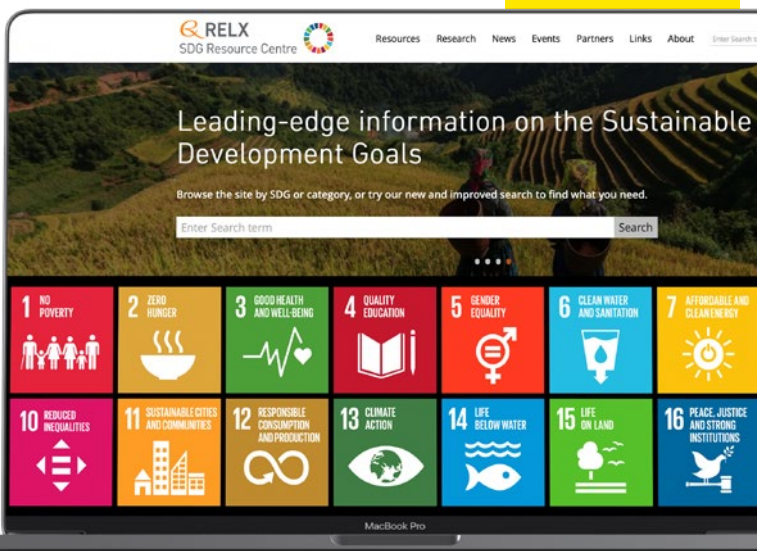 RELX
SDG Resource Centre
Resources Research News Events Partners Links About
Enter Search
Leading-edge information on the Sustainable
Development Goals
Browse the site by SDG or category, or try our new and improved search to find what you need.
Enter Search term
Search
1 NO
POVERTY
2 ZERO
HUNGER
3 GOOD HEALTH
AND WELL-BEING
4 QUALITY
EDUCATION
5 GENDER
EQUALITY
6 CLEAN WATER
AND SANITATION
7 AFFORDABLE AND
CLEAN ENERGY
10 REDUCED
INEQUALITIES
11 SUSTAINABLE CITIES
AND COMMUNITIES
12 RESPONSIBLE
CONSUMPTION
AND PRODUCTION
13 CLIMATE
ACTION
14 LIFE
BELOW WATER
15 LIFE
ON LAND
16 PEACE, JUSTICE
AND STRONG
INSTITUTIONS
MacBook Pro